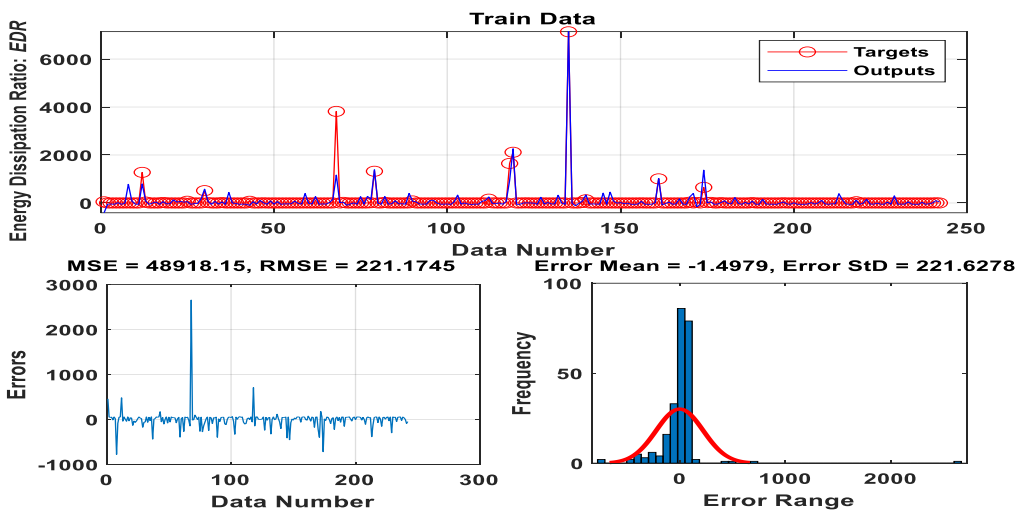 Train Data
Energy Dissipation Ratio: EDR
6000
4000
2000
0
Targets
Outputs
0
50
100
150
200
250
Data Number
MSE = 48918.15, RMSE = 221.1745
Errors
3000
2000
1000
0
-1000
0
100
200
300
Data Number
Error Mean = -1.4979, Error StD = 221.6278
Frequency
100
50
0
0
1000
2000
Error Range